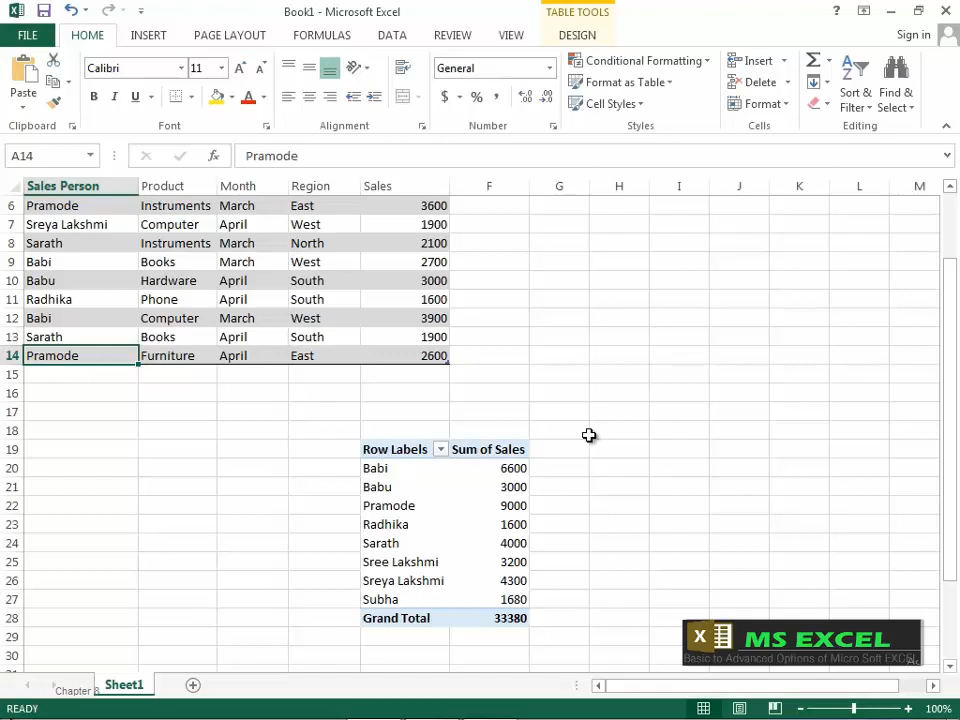 Book1 - Microsoft Excel
TABLE TOOLS
?
FILE HOME INSERT PAGE LAYOUT FORMULAS DATA REVIEW VIEW DESIGN Sign in
Paste
Calibri 11
B I U A
General
$ % ,
Conditional Formatting
Format as Table
Cell Styles
Insert
Delete
Format
Sort & Filter
Find & Select
Clipboard Font Alignment Number Styles Cells Editing
A14 fx Pramode
Sales Person Product Month Region Sales F G H I J K L M
6 Pramode Instruments March East 3600
7 Sreya Lakshmi Computer April West 1900
8 Sarath Instruments March North 2100
9 Babi Books March West 2700
10 Babu Hardware April South 3000
11 Radhika Phone April South 1600
12 Babi Computer March West 3900
13 Sarath Books April South 1900
14 Pramode Furniture April East 2600
15
16
17
18
19 Row Labels Sum of Sales
20 Babi 6600
21 Babu 3000
22 Pramode 9000
23 Radhika 1600
24 Sarath 4000
25 Sree Lakshmi 3200
26 Sreya Lakshmi 4300
27 Subha 1680
28 Grand Total 33380
29
30
MS EXCEL
Basic to Advanced Options of Micro Soft EXCEL
Chapter Sheet1
READY 100%